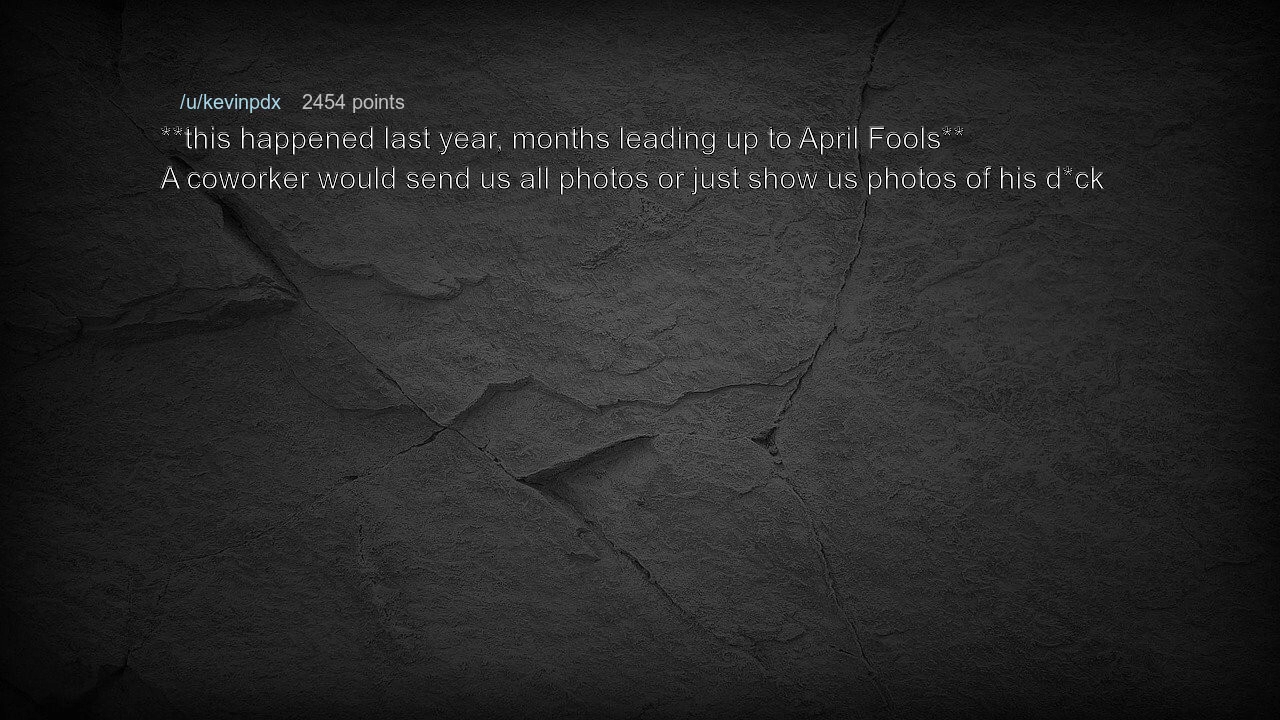 /u/kevinpdx 2454 points
**this happened last year, months leading up to April Fools**
A coworker would send us all photos or just show us photos of his d*ck